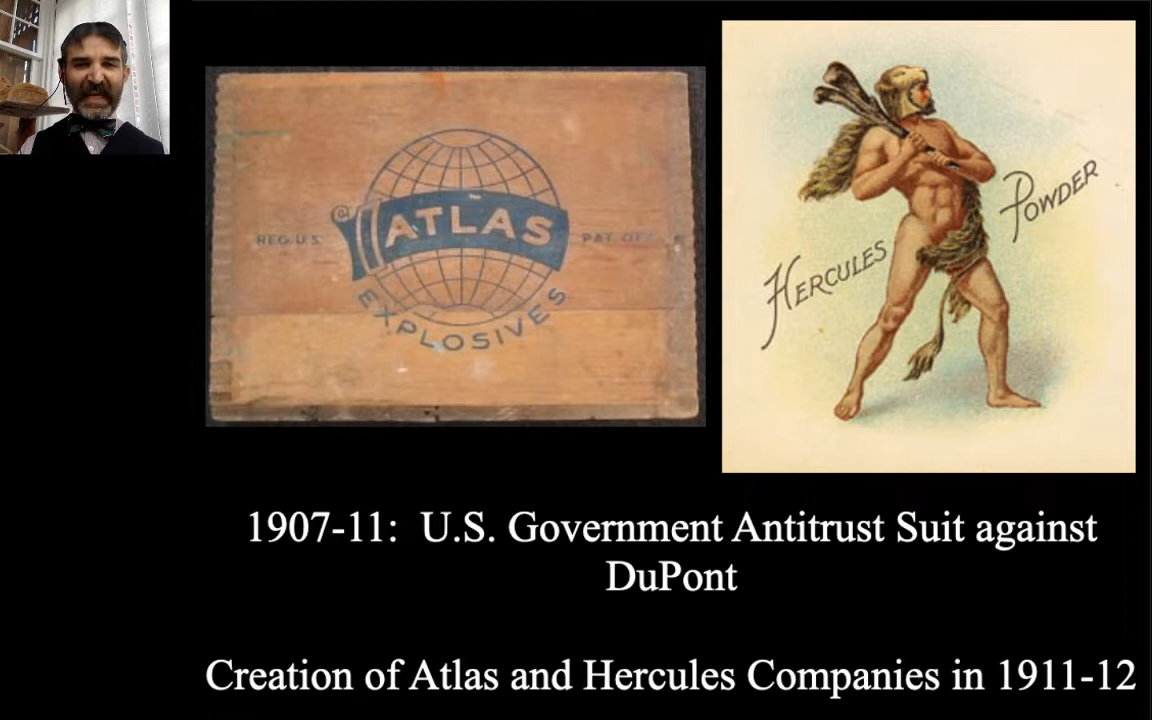 ATLAS
REG. U.S. PAT. OFF.
EXPLOSIVES
HERCULES POWDER
1907-11: U.S. Government Antitrust Suit against
DuPont
Creation of Atlas and Hercules Companies in 1911-12